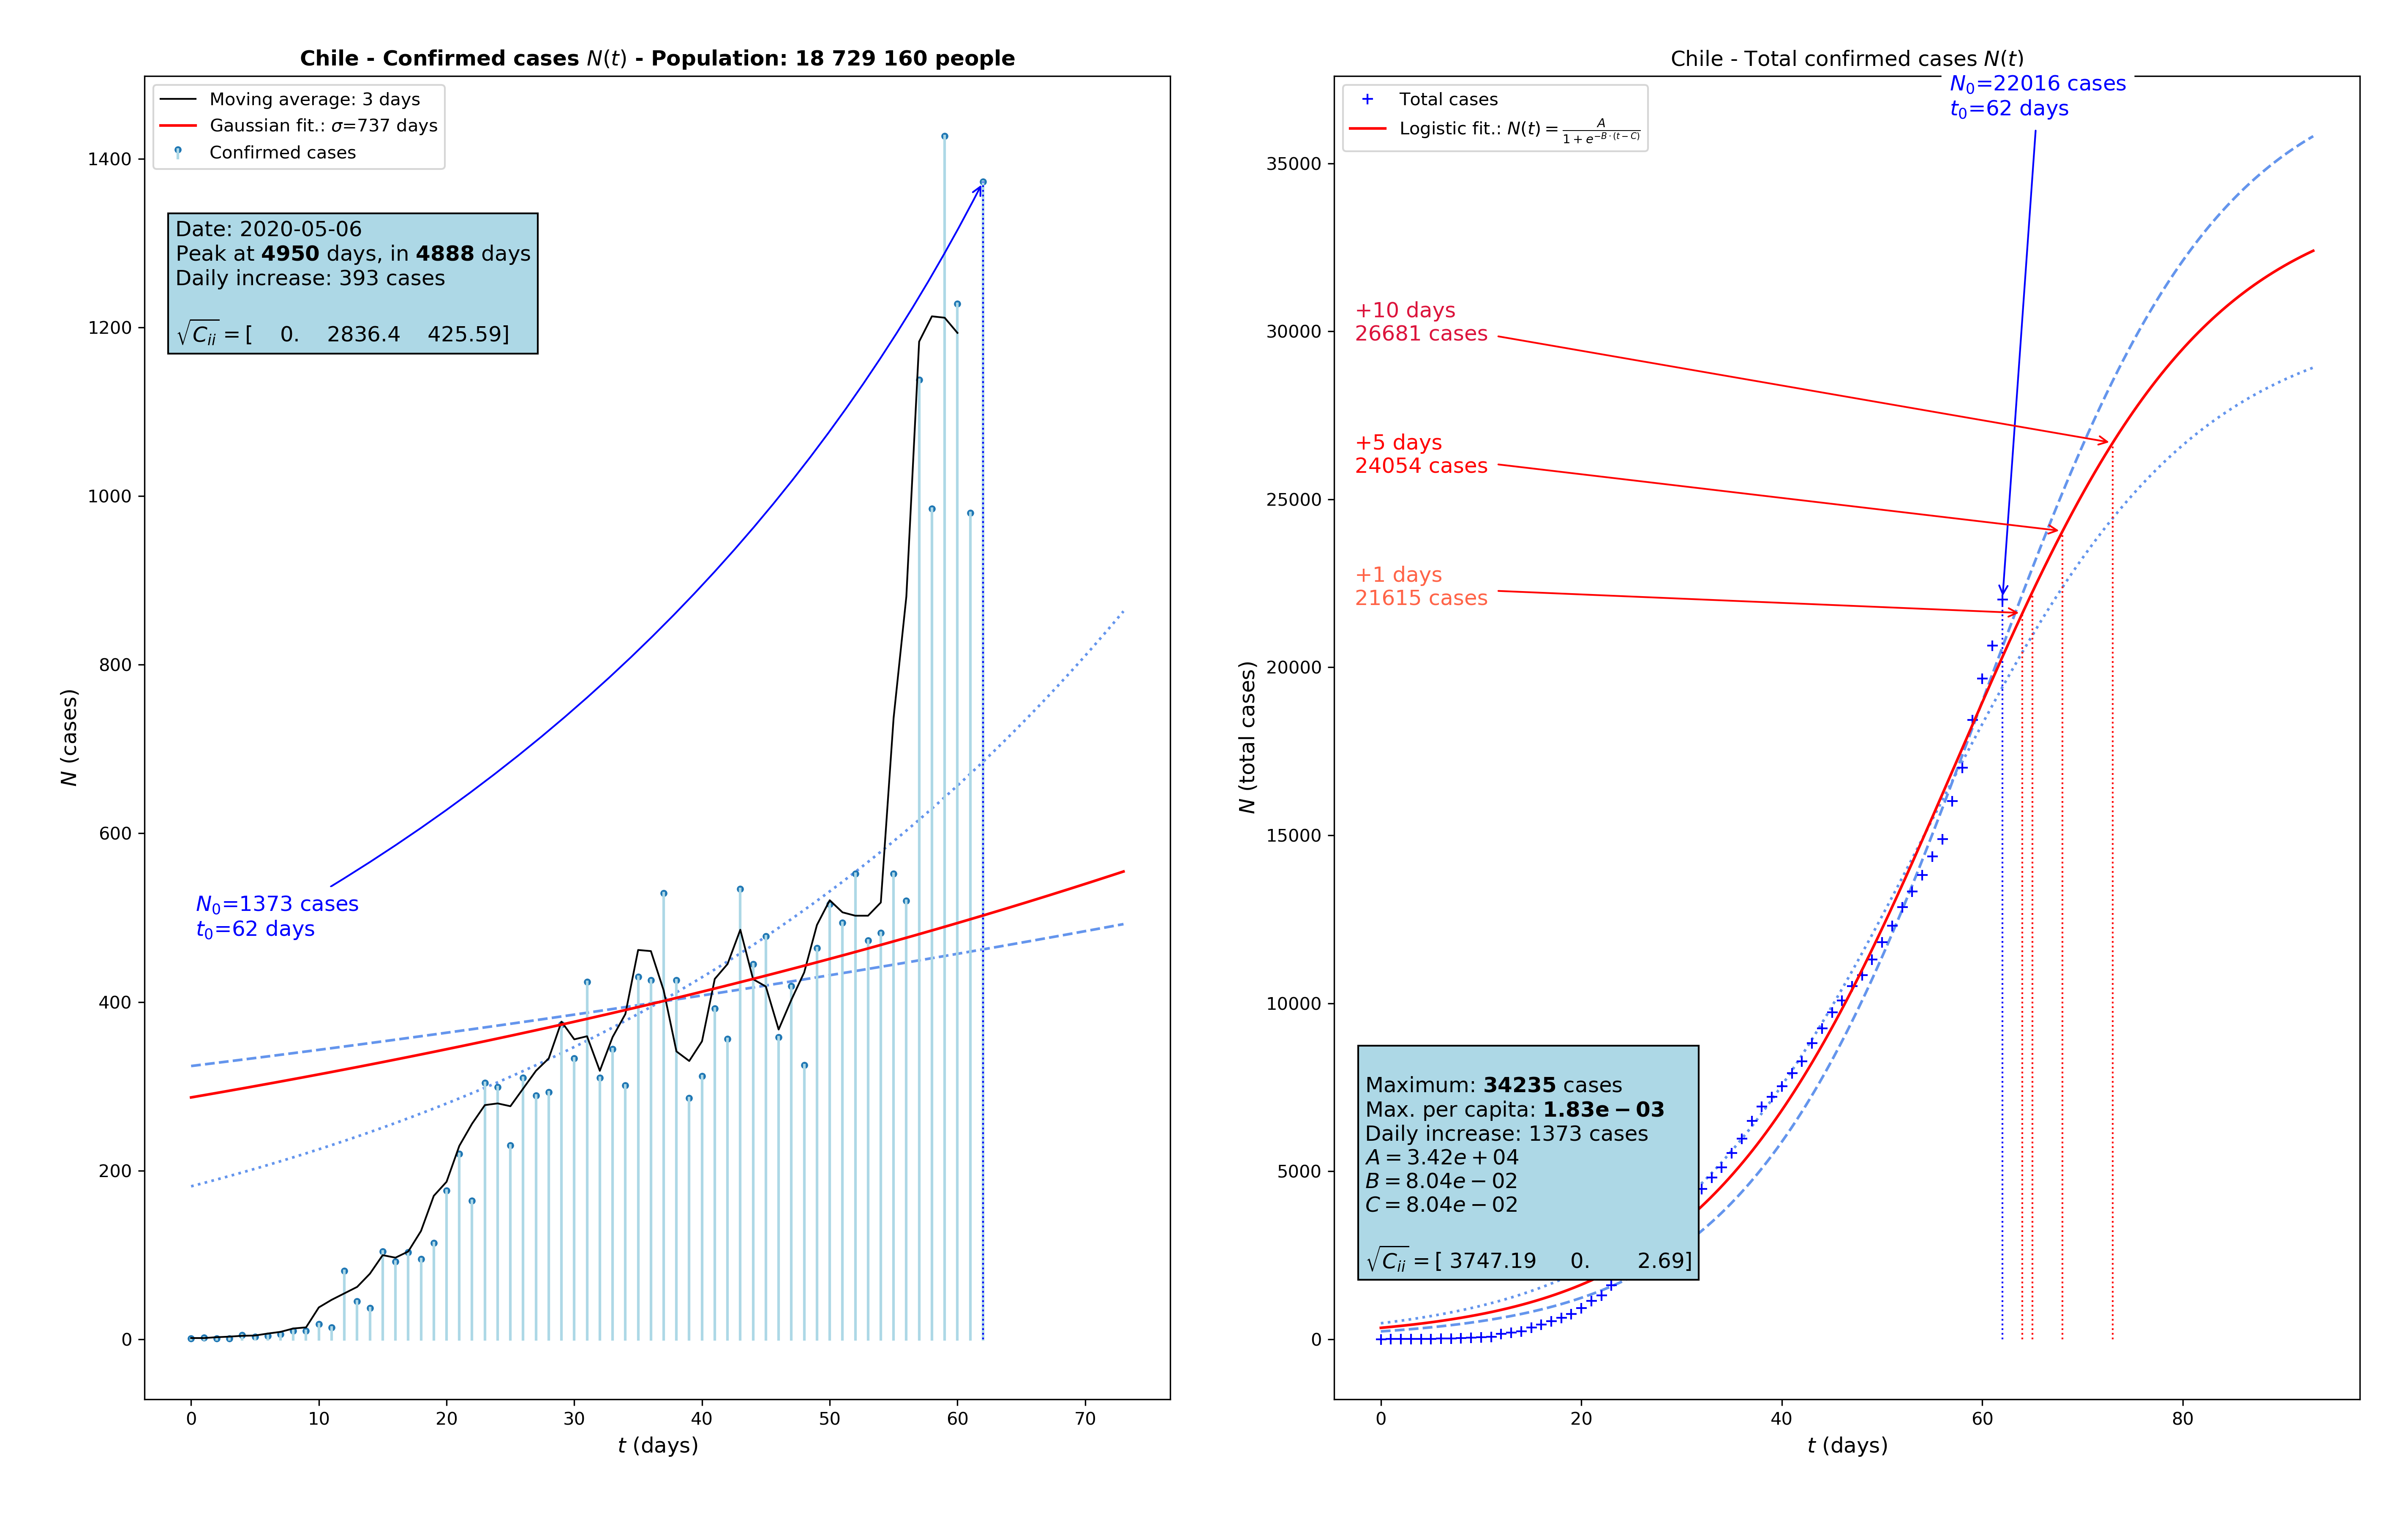 Chile - Confirmed cases N(t) - Population: 18 729 160 people
Moving average: 3 days
Gaussian fit.: σ=737 days
Confirmed cases
Date: 2020-05-06
Peak at 4950 days, in 4888 days
Daily increase: 393 cases
√C_ii = [ 0. 2836.4 425.59]
N_0=1373 cases
t_0=62 days
N (cases)
1400
1200
1000
800
600
400
200
0
0 10 20 30 40 50 60 70
t (days)
Chile - Total confirmed cases N(t)
Total cases
Logistic fit.: N(t) = A / (1 + e^{-B·(t-C)})
N_0=22016 cases
t_0=62 days
+10 days
26681 cases
+5 days
24054 cases
+1 days
21615 cases
Maximum: 34235 cases
Max. per capita: 1.83e − 03
Daily increase: 1373 cases
A = 3.42e + 04
B = 8.04e − 02
C = 8.04e − 02
√C_ii = [ 3747.19 0. 2.69]
N (total cases)
35000
30000
25000
20000
15000
10000
5000
0
0 20 40 60 80
t (days)